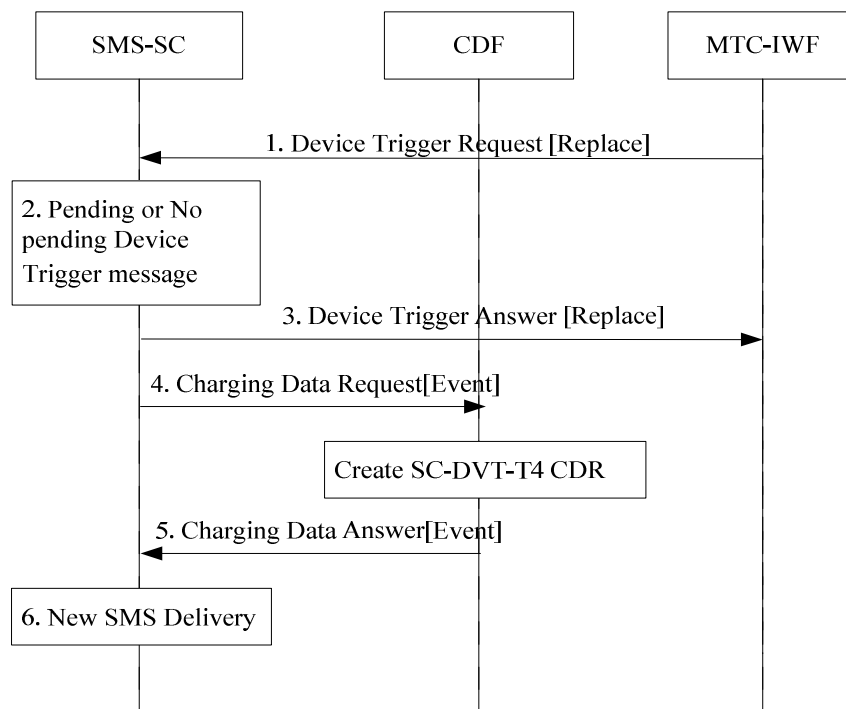 SMS-SC
CDF
MTC-IWF
1. Device Trigger Request [Replace]
2. Pending or No
pending Device
Trigger message
3. Device Trigger Answer [Replace]
4. Charging Data Request[Event]
Create SC-DVT-T4 CDR
5. Charging Data Answer[Event]
6. New SMS Delivery